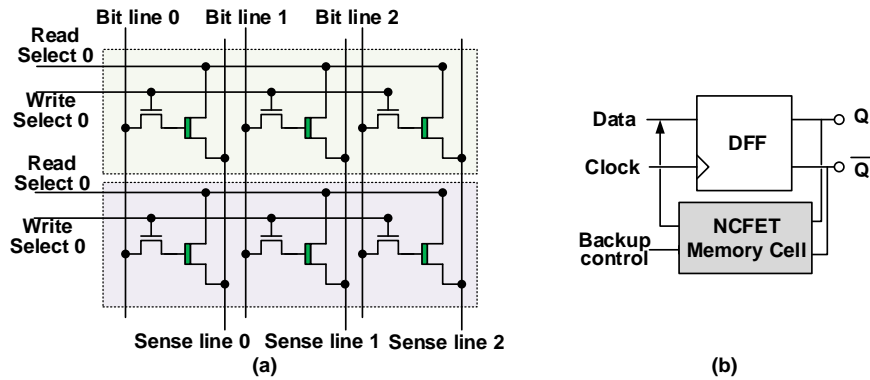 Bit line 0 Bit line 1 Bit line 2
Read
Select 0
Write
Select 0
Read
Select 0
Write
Select 0
Sense line 0 Sense line 1 Sense line 2
(a)
Data
Clock
DFF
Q
Q̅
Backup
control
NCFET
Memory Cell
(b)